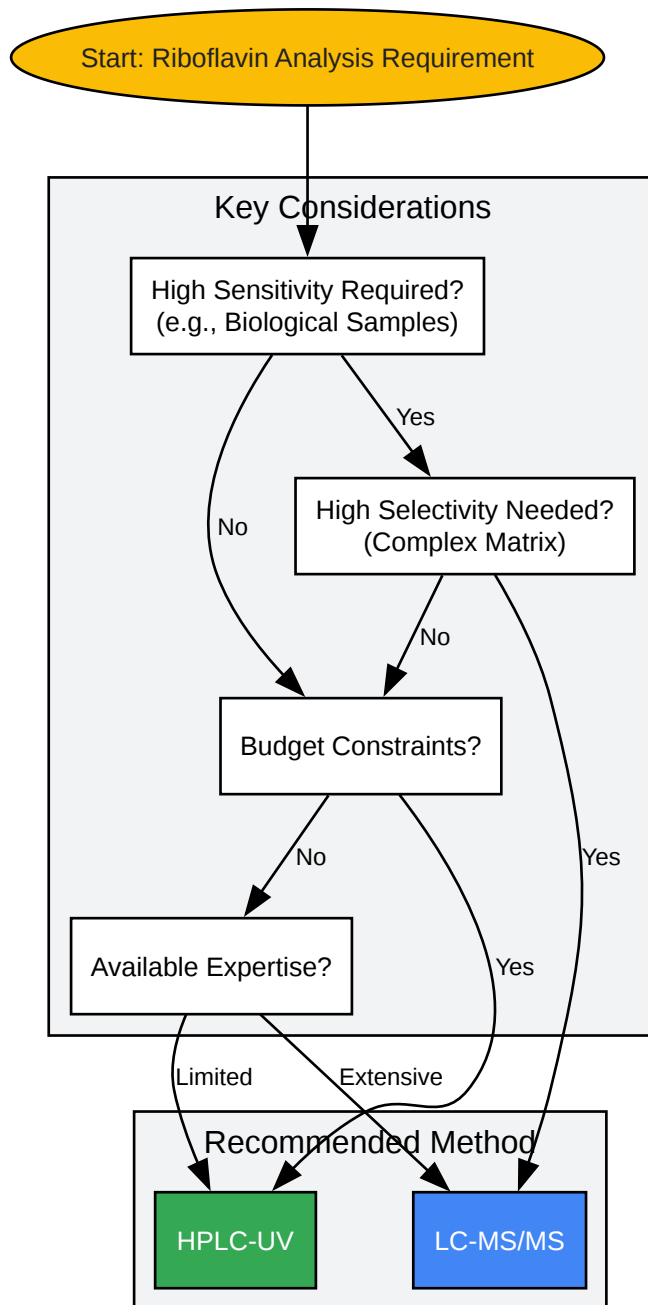 Start: Riboflavin Analysis Requirement
Key Considerations
High Sensitivity Required?
(e.g., Biological Samples)
Yes
High Selectivity Needed?
(Complex Matrix)
No
No
Budget Constraints?
No
Yes
Available Expertise?
Yes
Limited
Extensive
Recommended Method
HPLC-UV
LC-MS/MS